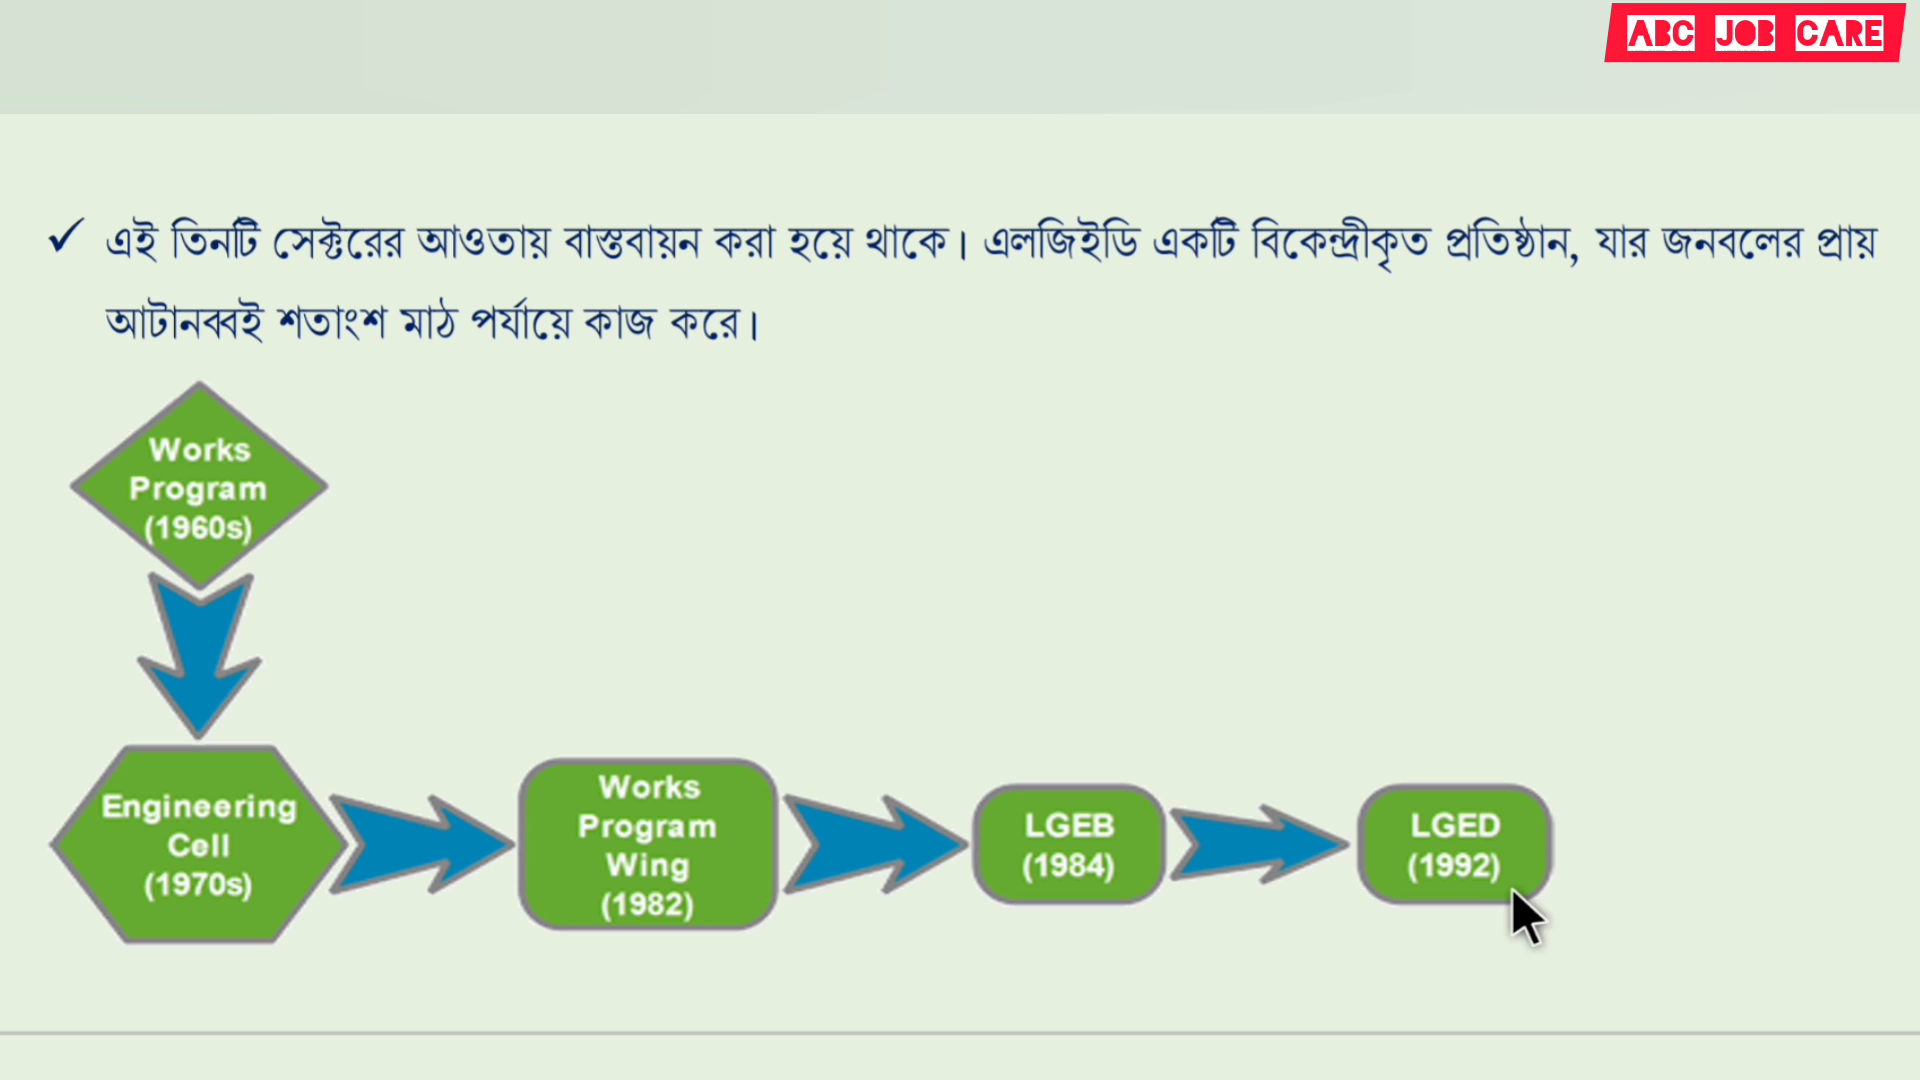 ABC JOB CARE
✓ এই তিনটি সেক্টরের আওতায় বাস্তবায়ন করা হয়ে থাকে। এলজিইডি একটি বিকেন্দ্রীকৃত প্রতিষ্ঠান, যার জনবলের প্রায়
আটানব্বই শতাংশ মাঠ পর্যায়ে কাজ করে।
Works
Program
(1960s)
Engineering
Cell
(1970s)
Works
Program
Wing
(1982)
LGEB
(1984)
LGED
(1992)